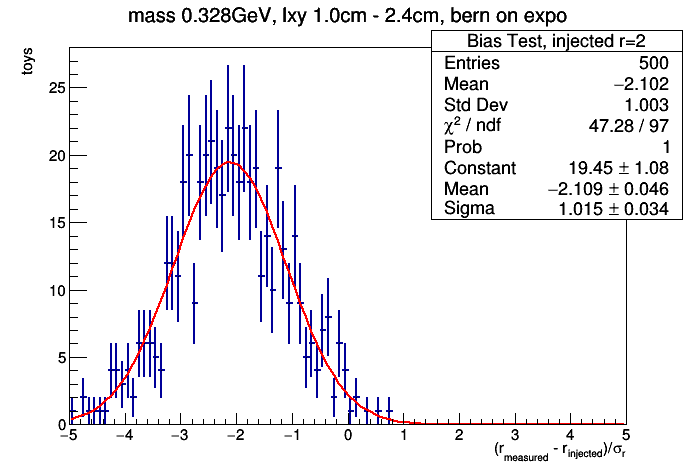 mass 0.328GeV, lxy 1.0cm - 2.4cm, bern on expo
toys
Bias Test, injected r=2
Entries 500
Mean −2.102
Std Dev 1.003
χ² / ndf 47.28 / 97
Prob 1
Constant 19.45 ± 1.08
Mean −2.109 ± 0.046
Sigma 1.015 ± 0.034
25
20
15
10
5
0
−5 −4 −3 −2 −1 0 1 2 3 4 5
(r_measured - r_injected)/σ_r